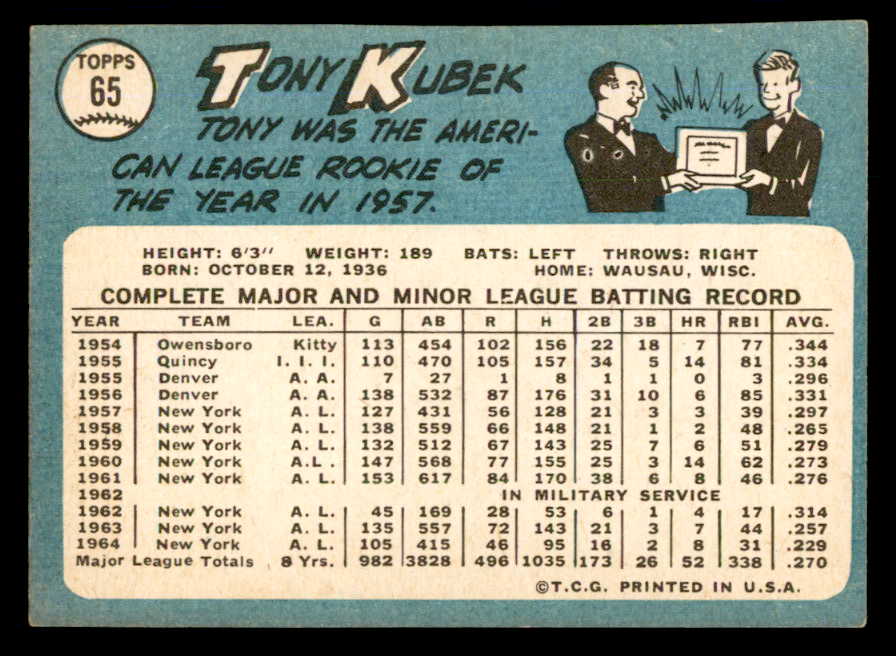 TOPPS
65
TONY KUBEK
TONY WAS THE AMERI-
CAN LEAGUE ROOKIE OF
THE YEAR IN 1957.
HEIGHT: 6'3" WEIGHT: 189 BATS: LEFT THROWS: RIGHT
BORN: OCTOBER 12, 1936 HOME: WAUSAU, WISC.
COMPLETE MAJOR AND MINOR LEAGUE BATTING RECORD
YEAR TEAM LEA. G AB R H 2B 3B HR RBI AVG.
1954 Owensboro Kitty 113 454 102 156 22 18 7 77 .344
1955 Quincy I. I. I. 110 470 105 157 34 5 14 81 .334
1955 Denver A. A. 7 27 1 8 1 1 0 3 .296
1956 Denver A. A. 138 532 87 176 31 10 6 85 .331
1957 New York A. L. 127 431 56 128 21 3 3 39 .297
1958 New York A. L. 138 559 66 148 21 1 2 48 .265
1959 New York A. L. 132 512 67 143 25 7 6 51 .279
1960 New York A.L . 147 568 77 155 25 3 14 62 .273
1961 New York A. L. 153 617 84 170 38 6 8 46 .276
1962 IN MILITARY SERVICE
1962 New York A. L. 45 169 28 53 6 1 4 17 .314
1963 New York A. L. 135 557 72 143 21 3 7 44 .257
1964 New York A. L. 105 415 46 95 16 2 8 31 .229
Major League Totals 8 Yrs. 982 3828 496 1035 173 26 52 338 .270
©T.C.G. PRINTED IN U.S.A.